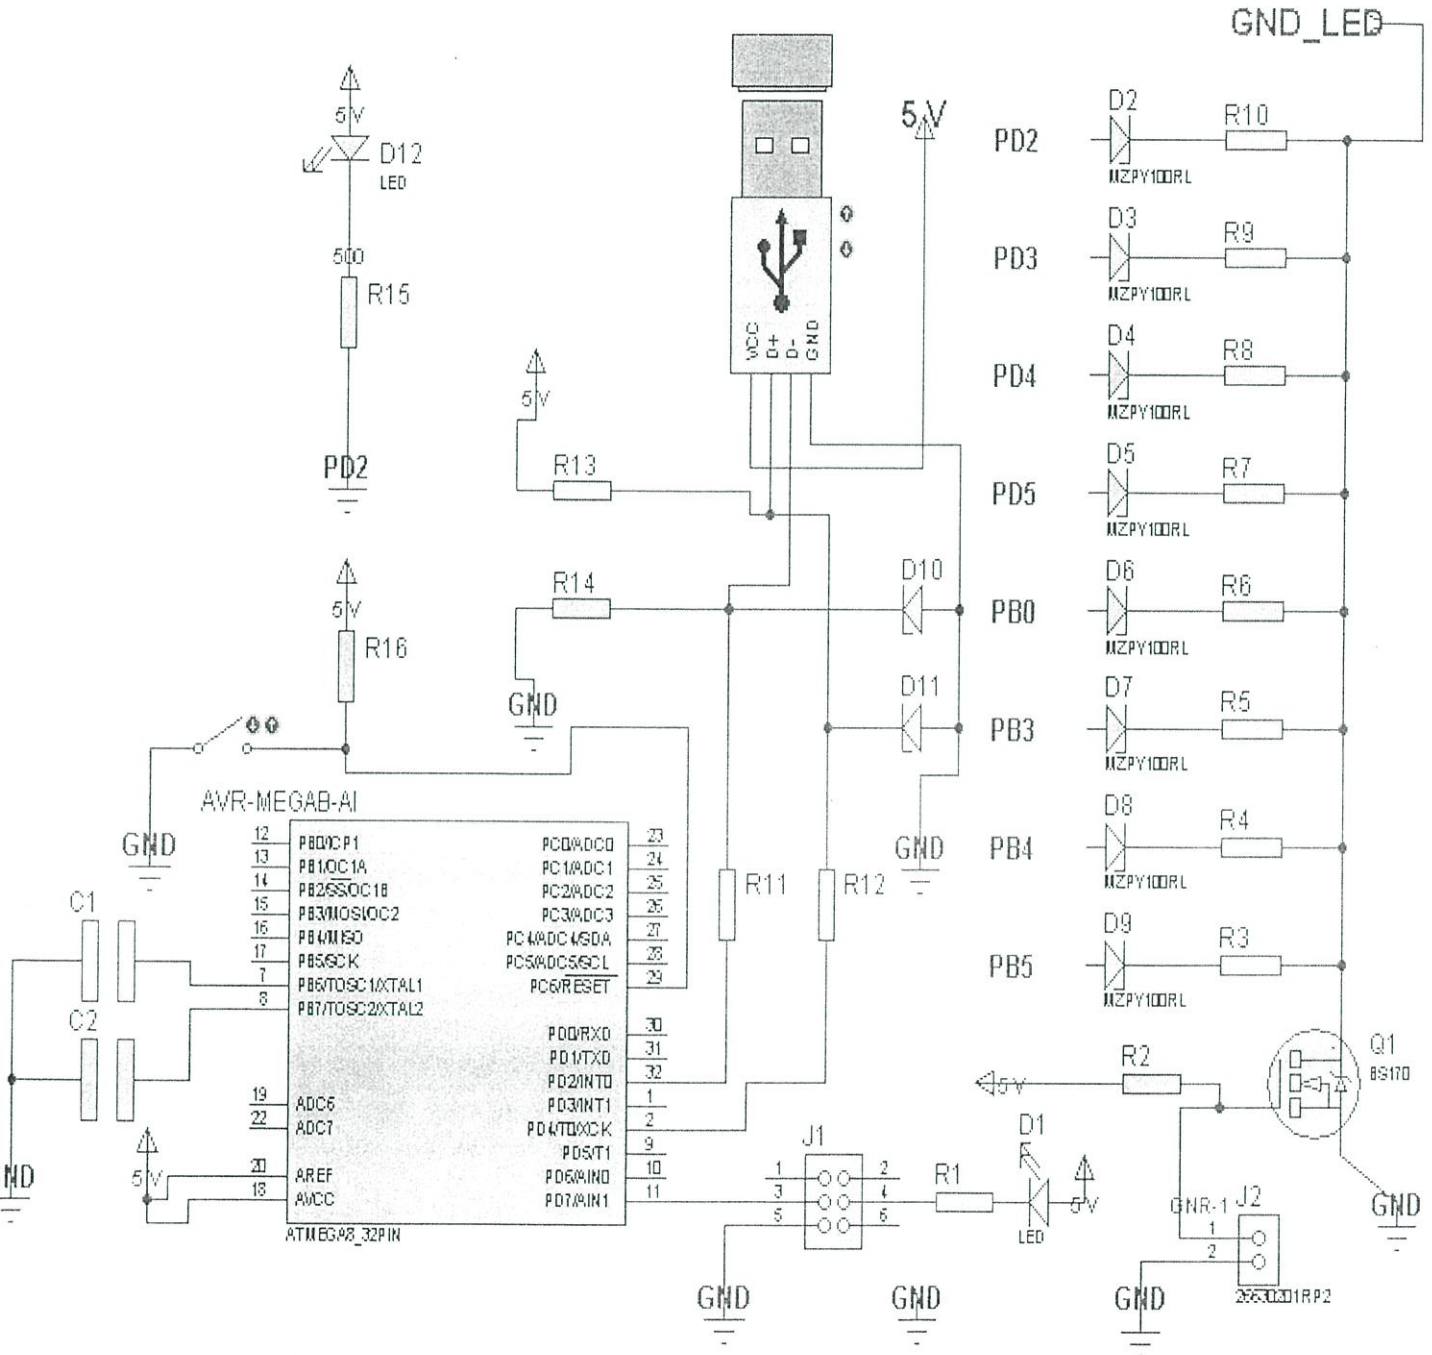 GND_LED
5V
D12
LED
500
R15
PD2
VCC
D+
D-
GND
5V
5V
R13
R14
GND
D10
D11
GND
5V
R16
GND
PD2
D2
MZPY100RL
R10
PD3
D3
MZPY100RL
R9
PD4
D4
MZPY100RL
R8
PD5
D5
MZPY100RL
R7
PB0
D6
MZPY100RL
R6
PB3
D7
MZPY100RL
R5
PB4
D8
MZPY100RL
R4
PB5
D9
MZPY100RL
R3
AVR-MEGA8-AI
12 PB0/ICP1
13 PB1/OC1A
14 PB2/SS/OC1B
15 PB3/MOSI/OC2
16 PB4/MISO
17 PB5/SCK
7 PB6/TOSC1/XTAL1
8 PB7/TOSC2/XTAL2
19 ADC6
22 ADC7
20 AREF
18 AVCC
PC0/ADC0 23
PC1/ADC1 24
PC2/ADC2 25
PC3/ADC3 26
PC4/ADC4/SDA 27
PC5/ADC5/SCL 28
PC6/RESET 29
PD0/RXD 30
PD1/TXD 31
PD2/INT0 32
PD3/INT1 1
PD4/T0/XCK 2
PD5/T1 9
PD6/AIN0 10
PD7/AIN1 11
ATMEGA8_32PIN
C1
C2
ND
5V
R11
R12
J1
1 2
3 4
5 6
GND
GND
R1
D1
LED
5V
5V
R2
Q1
BS170
GND
GNR-1
J2
1
2
26630201RP2
GND